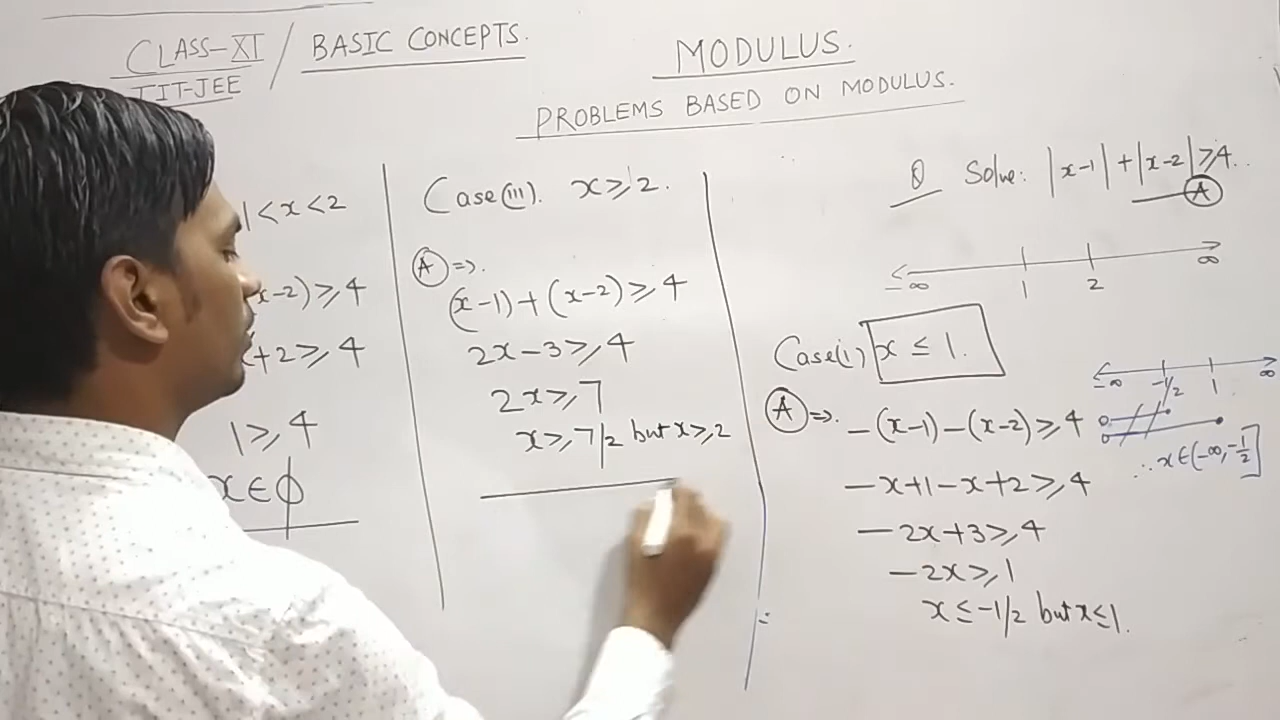 CLASS-XI / BASIC CONCEPTS.
IIT-JEE
MODULUS.
PROBLEMS BASED ON MODULUS.
1 < x < 2
x-2) ≥ 4
x+2 ≥ 4
1 ≥ 4
x ∈ ϕ
Case (III). x ≥ 2.
(A) ⇒
(x-1) + (x-2) ≥ 4
2x-3 ≥ 4
2x ≥ 7
x ≥ 7/2 but x ≥ 2
Q Solve: |x-1| + |x-2| ≥ 4..
(A)
-∞ 1 2 ∞
Case (I) x ≤ 1.
-∞ -1/2 1 ∞
(A) ⇒ -(x-1) -(x-2) ≥ 4
∴ x ∈ (-∞, -1/2]
-x+1-x+2 ≥ 4
-2x+3 ≥ 4
-2x ≥ 1
x ≤ -1/2 but x ≤ 1.